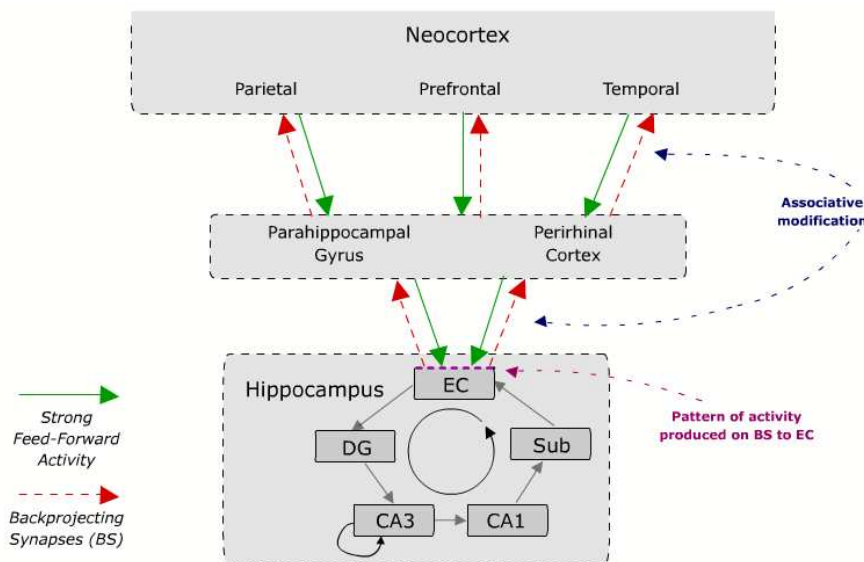 Neocortex
Parietal
Prefrontal
Temporal
Associative
modification
Parahippocampal
Gyrus
Perirhinal
Cortex
Hippocampus
EC
DG
Sub
CA3
CA1
Strong
Feed-Forward
Activity
Backprojecting
Synapses (BS)
Pattern of activity
produced on BS to EC